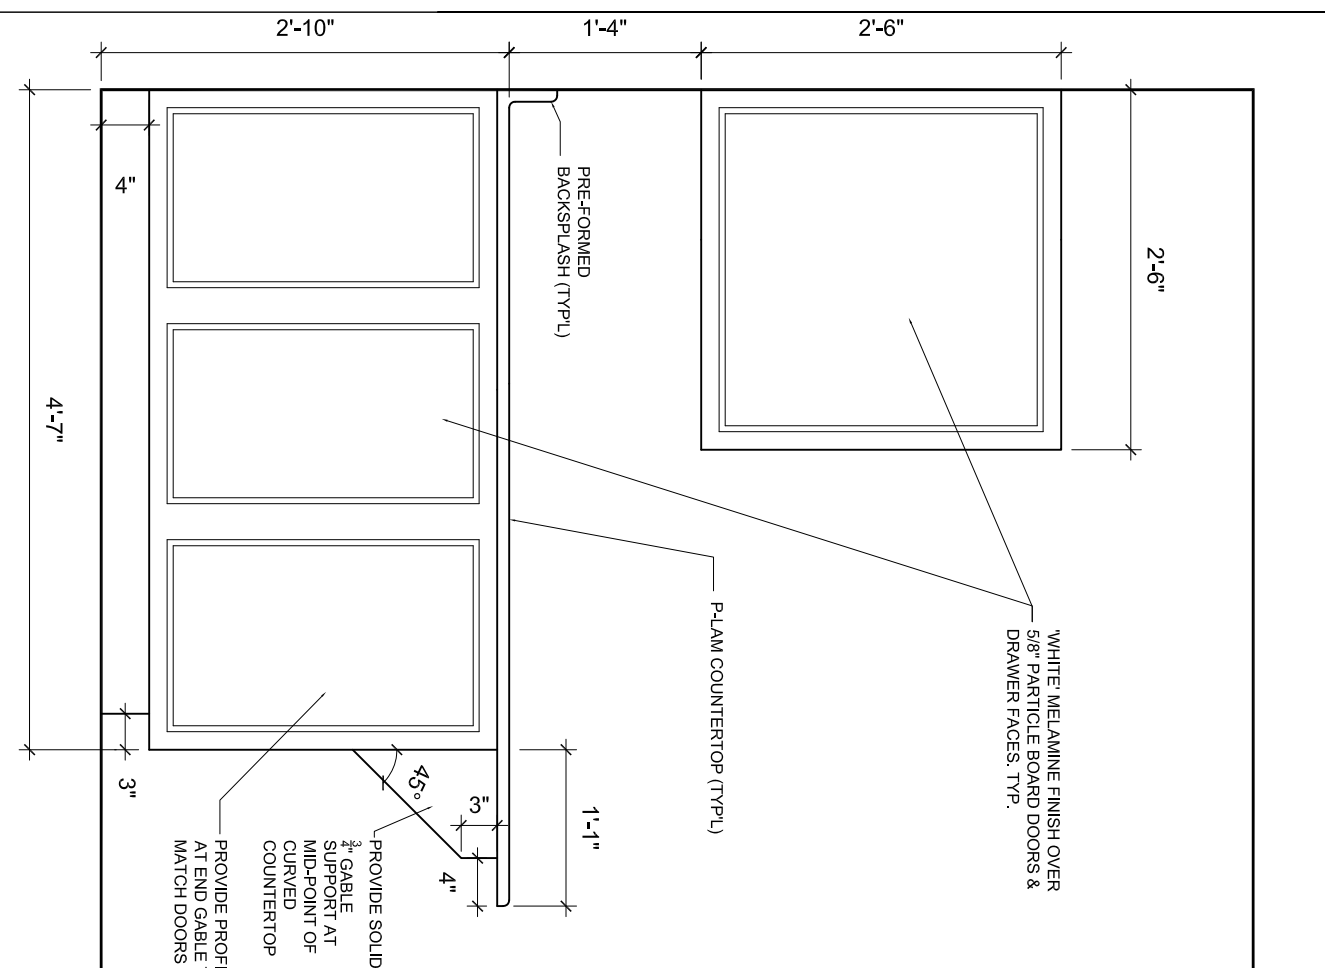 2'-10"
1'-4"
2'-6"
4"
PRE-FORMED
BACKSPLASH (TYP'L)
2'-6"
4'-7"
'WHITE' MELAMINE FINISH OVER
5/8" PARTICLE BOARD DOORS &
DRAWER FACES. TYP.
P-LAM COUNTERTOP (TYP'L)
3"
45°
3"
1'-1"
4"
PROVIDE SOLID
3/4" GABLE
SUPPORT AT
MID-POINT OF
CURVED
COUNTERTOP
AT END GABLE
MATCH DOORS